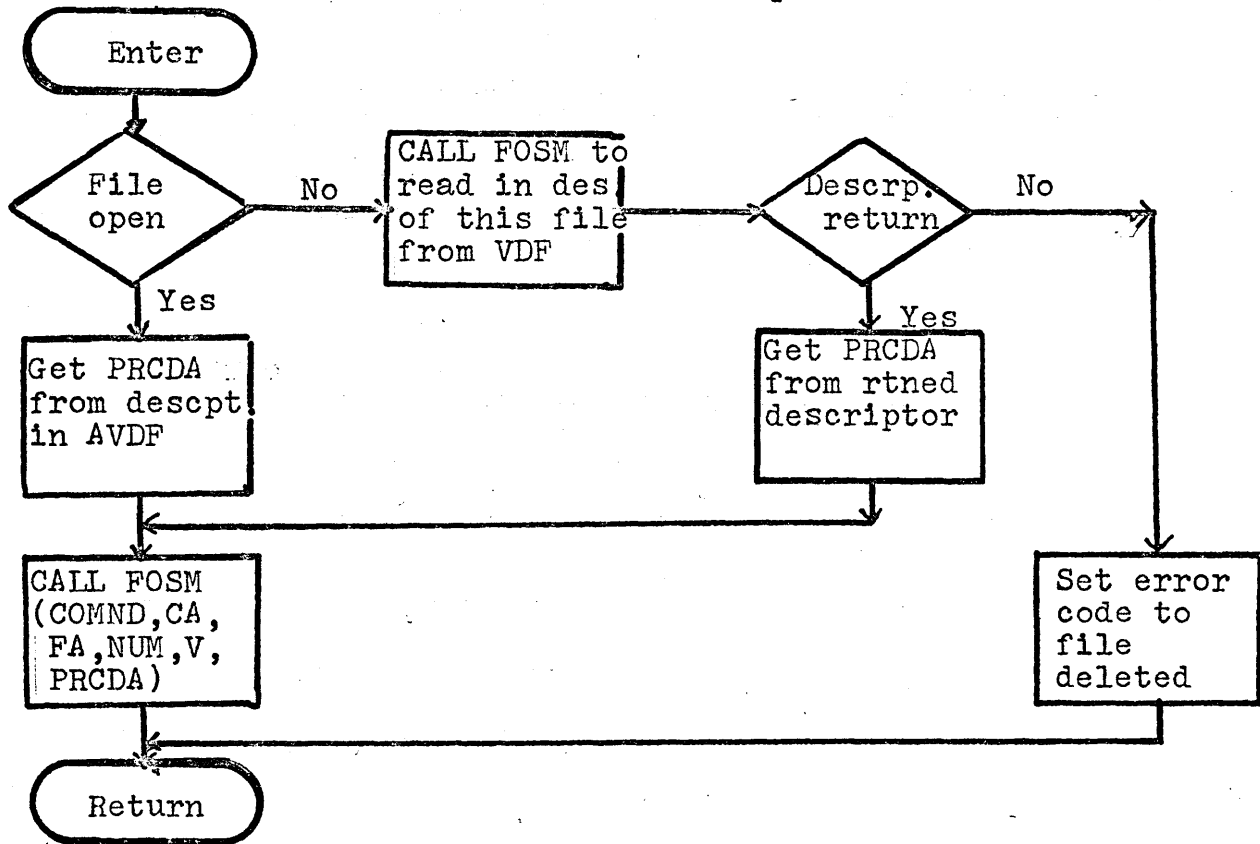 Enter
File
open
No
CALL FOSM to
read in des
of this file
from VDF
Descrp.
return
No
Yes
Get PRCDA
from descpt.
in AVDF
Yes
Get PRCDA
from rtned
descriptor
CALL FOSM
(COMND,CA,
FA,NUM,V,
PRCDA)
Set error
code to
file
deleted
Return